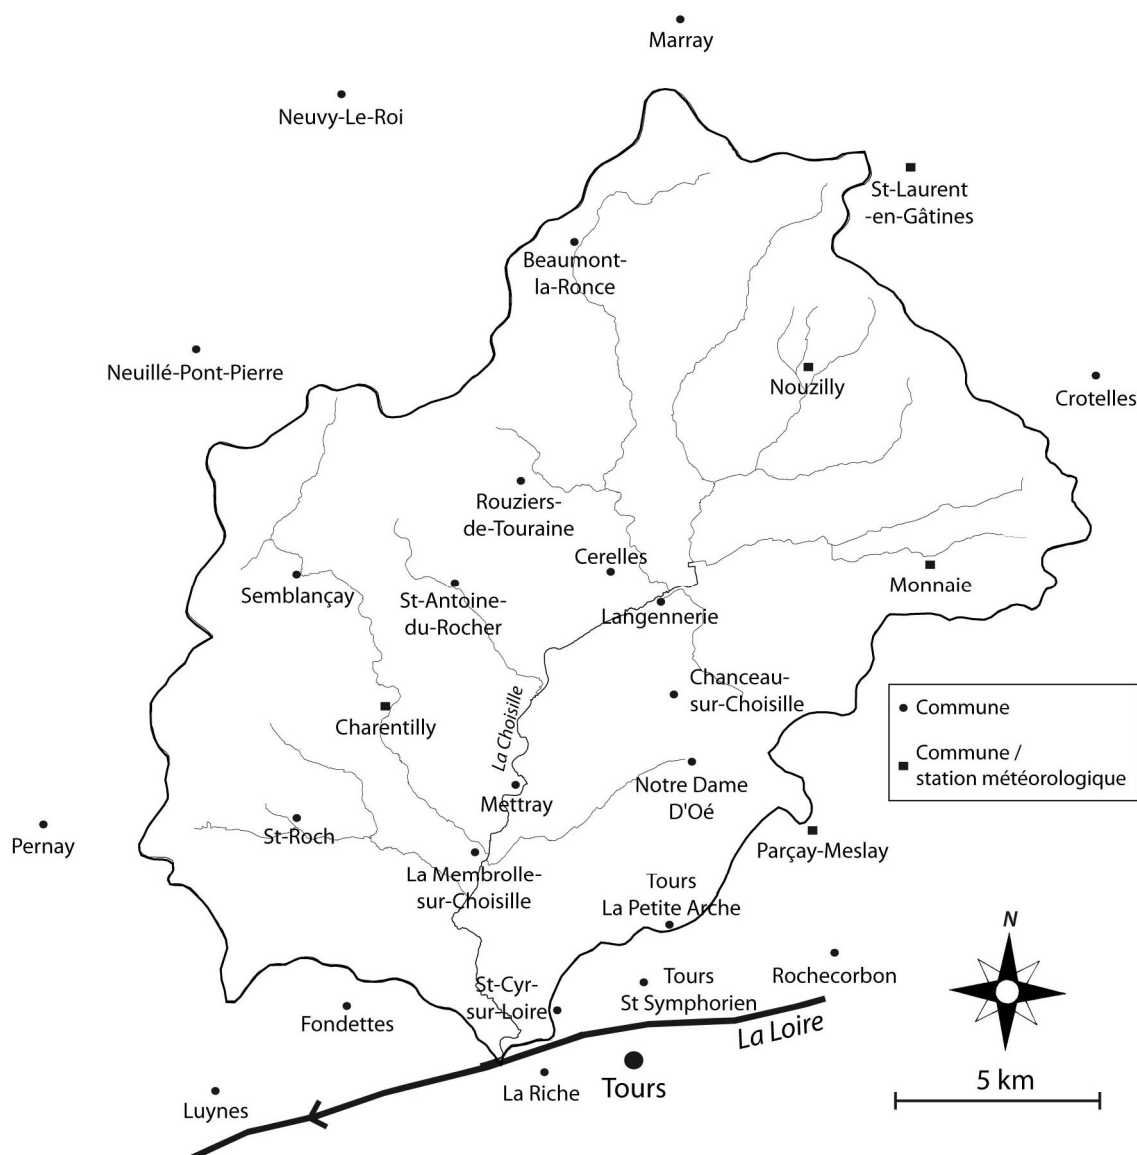 Marray
Neuvy-Le-Roi
St-Laurent
-en-Gâtines
Beaumont-
la-Ronce
Neuillé-Pont-Pierre
Nouzilly
Crotelles
Rouziers-
de-Touraine
Cerelles
Semblançay
St-Antoine-
du-Rocher
Langennerie
Monnaie
Chanceau-
sur-Choisille
Charentilly
La Choisille
Commune
Commune /
station météorologique
Mettray
Notre Dame
D'Oé
St-Roch
Pernay
Parçay-Meslay
La Membrolle-
sur-Choisille
Tours
La Petite Arche
N
Rochecorbon
Tours
St Symphorien
St-Cyr-
sur-Loire
Fondettes
La Loire
5 km
La Riche
Tours
Luynes